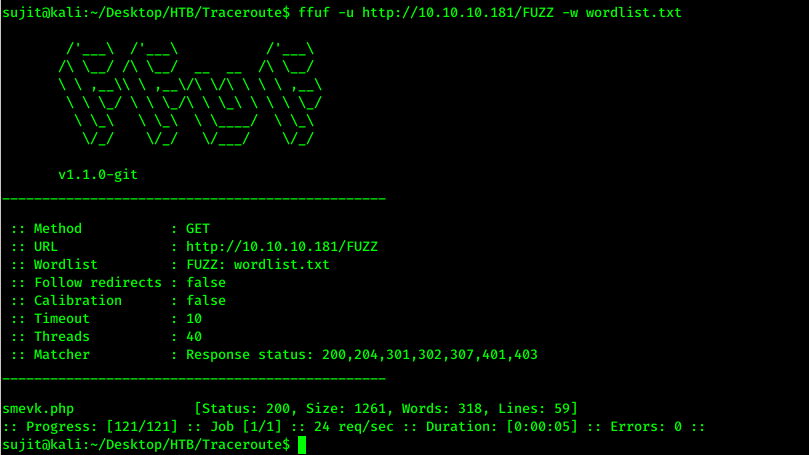 sujit@kali:~/Desktop/HTB/Traceroute$ ffuf -u http://10.10.10.181/FUZZ -w wordlist.txt
        /'___\  /'___\           /'___\
       /\ \__/ /\ \__/  __  __  /\ \__/
       \ \ ,__\\ \ ,__\/\ \/\ \ \ \ ,__\
        \ \ \_/ \ \ \_/\ \ \_\ \ \ \ \_/
         \ \_\   \ \_\  \ \____/  \ \_\
          \/_/    \/_/   \/___/    \/_/
       v1.1.0-git
________________________________________________
 :: Method           : GET
 :: URL              : http://10.10.10.181/FUZZ
 :: Wordlist         : FUZZ: wordlist.txt
 :: Follow redirects : false
 :: Calibration      : false
 :: Timeout          : 10
 :: Threads          : 40
 :: Matcher          : Response status: 200,204,301,302,307,401,403
________________________________________________
smevk.php               [Status: 200, Size: 1261, Words: 318, Lines: 59]
:: Progress: [121/121] :: Job [1/1] :: 24 req/sec :: Duration: [0:00:05] :: Errors: 0 ::
sujit@kali:~/Desktop/HTB/Traceroute$